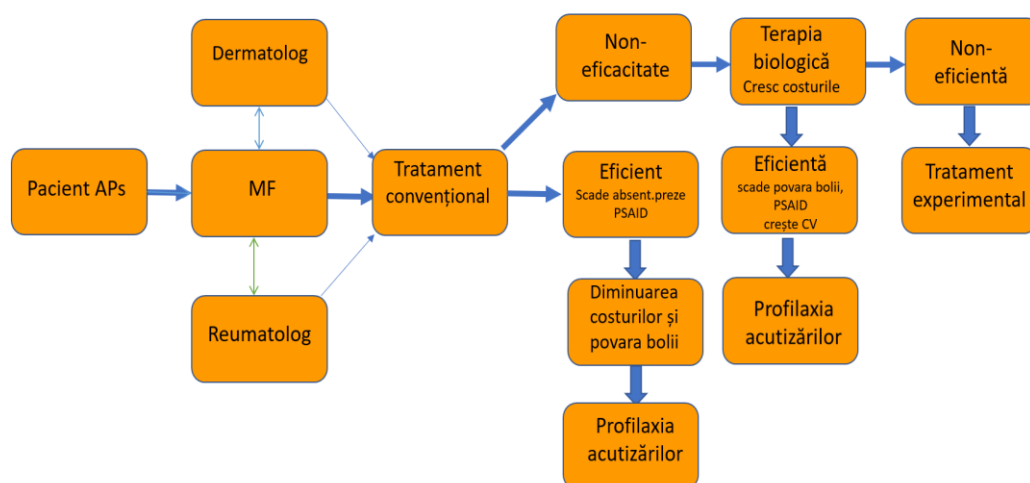 Dermatolog
Pacient APs
MF
Reumatolog
Tratament
convențional
Non-
eficacitate
Terapia
biologică
Cresc costurile
Non-
eficientă
Eficient
Scade absent.preze
PSAID
Eficientă
scade povara bolii,
PSAID
crește CV
Tratament
experimental
Diminuarea
costurilor și
povara bolii
Profilaxia
acutizărilor
Profilaxia
acutizărilor